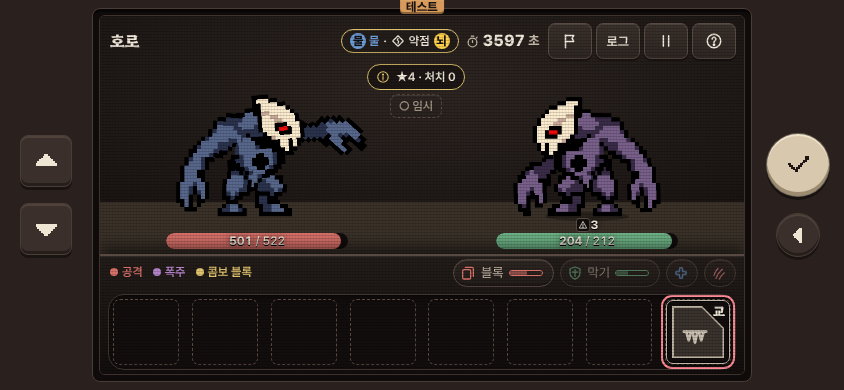 테스트
호로
물 물 · 약점 뇌
3597 초
로그
★4 · 처치 0
임시
3
501 / 522
204 / 212
공격 폭주 콤보 블록
블록
막기
교